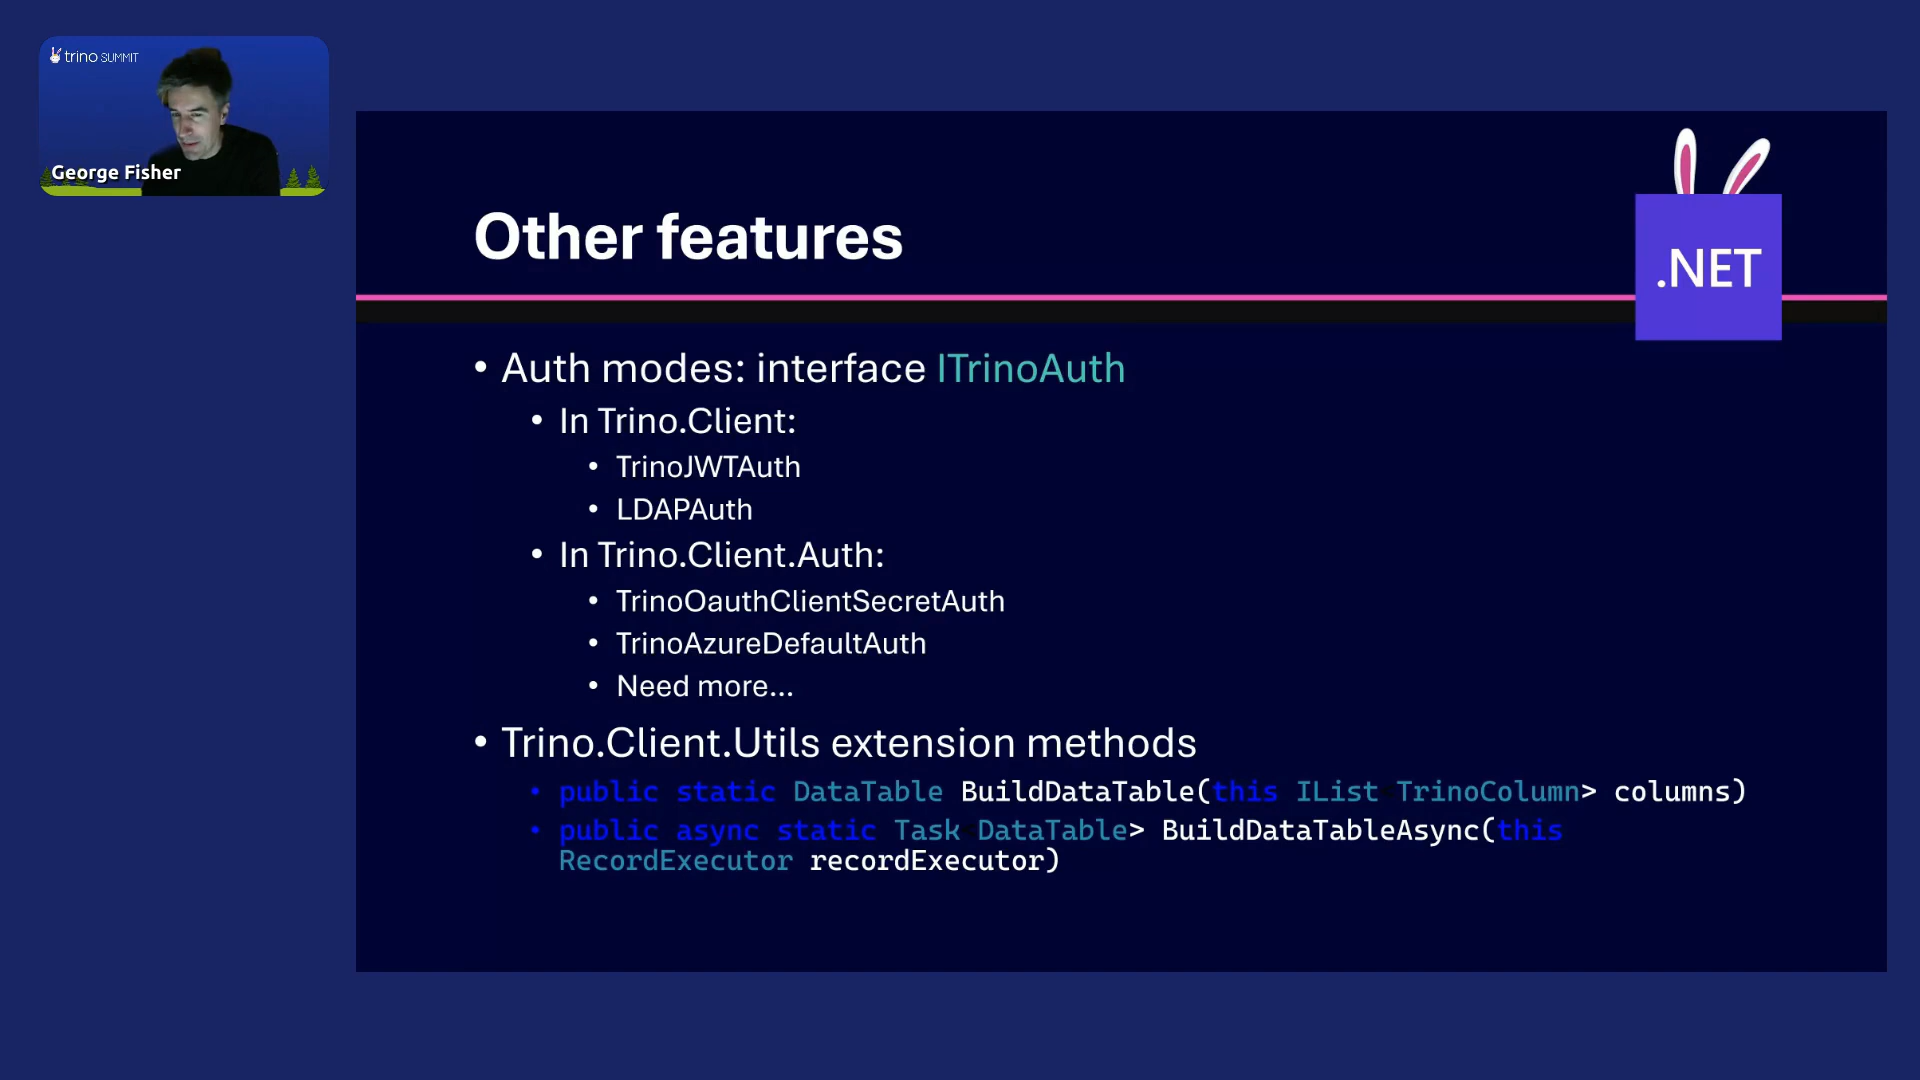 trino SUMMIT
George Fisher
Other features
.NET
• Auth modes: interface ITrinoAuth
• In Trino.Client:
• TrinoJWTAuth
• LDAPAuth
• In Trino.Client.Auth:
• TrinoOauthClientSecretAuth
• TrinoAzureDefaultAuth
• Need more...
• Trino.Client.Utils extension methods
• public static DataTable BuildDataTable(this IList TrinoColumn> columns)
• public async static Task DataTable> BuildDataTableAsync(this
RecordExecutor recordExecutor)